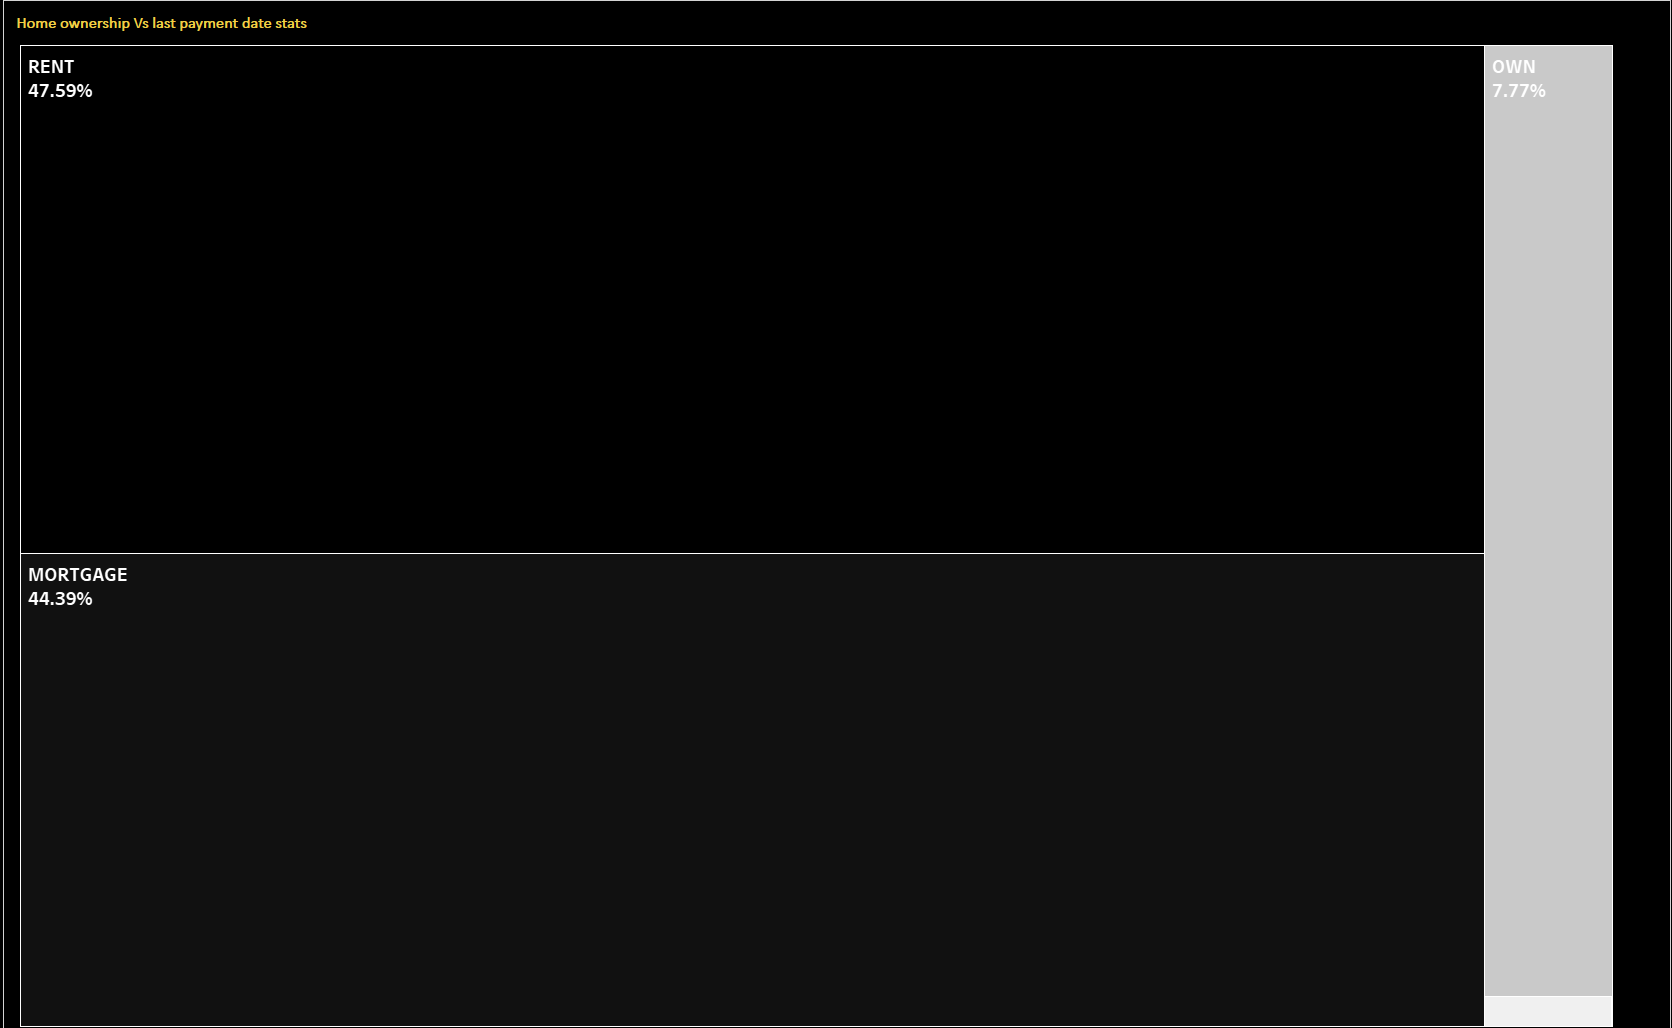 Home ownership Vs last payment date stats
RENT
47.59%
OWN
7.77%
MORTGAGE
44.39%